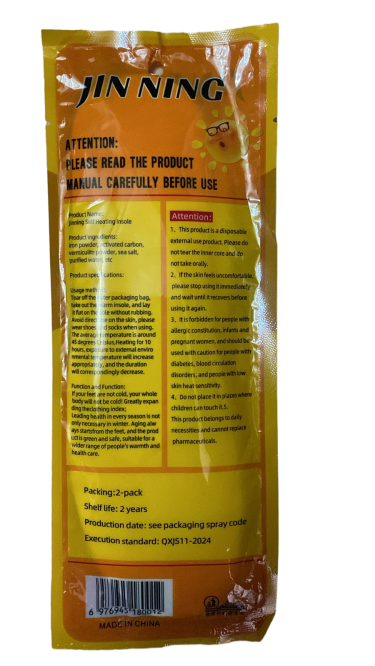 JIN NING
ATTENTION:
PLEASE READ THE PRODUCT
MANUAL CAREFULLY BEFORE USE
Product Name:
Jinning Self Heating Insole
Product ingredients:
Iron powder, activated carbon,
vermiculite powder, sea salt,
purified water, etc
Product specifications:
Usage method:
Tear off the outer packaging bag,
take out the warm insole, and lay
it flat on the sole without rubbing.
Avoid direct use on the skin, please
wear shoes and socks when using.
The average temperature is around
45 degrees Celsius, Heating for 10
hours, exposure to external enviro
nmental temperature will increase
appropriately, and the duration
will correspondingly decrease.
Function and Function:
If your feet are not cold, your whole
body will not be cold! Greatly expan
ding theclothing index;
Leading health in every season is not
only necessary in winter. Aging alw
ays startsfrom the feet, and the prod
uct is green and safe, suitable for a
wider range of people's warmth and
health care.
Attention:
1、This product is a disposable
external use product. Please do
not tear the inner core and do
not take orally.
2、If the skin feels uncomfortable,
please stop using it immediately
and wait until it recovers before
using it again.
3、It is forbidden for people with
allergic constitution, infants and
pregnant women, and should be
used with caution for people with
diabetes, blood circulation
disorders, and people with low
skin heat sensitivity.
4、Do not place it in places where
children can touch it.5.
This product belongs to daily
necessities and cannot replace
pharmaceuticals.
Packing:2-pack
Shelf life: 2 years
Production date: see packaging spray code
Execution standard: QXJS11-2024
6 976945 180012
MADE IN CHINA